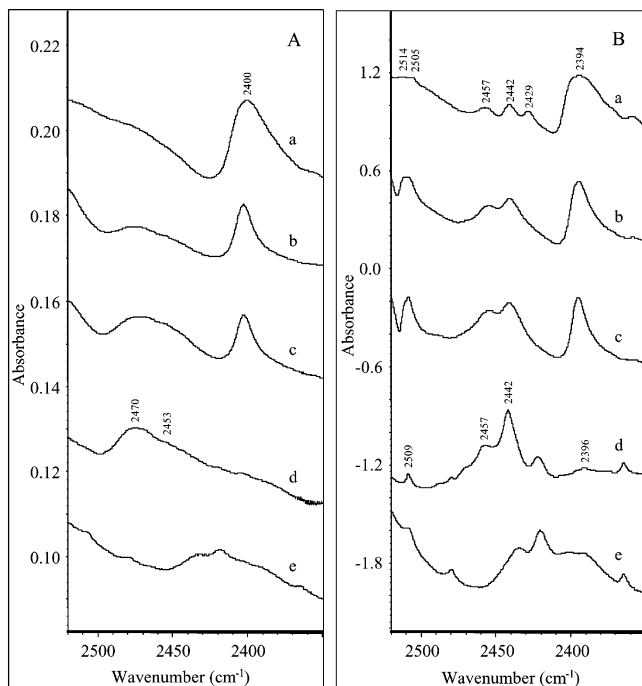 A
0.22
0.20
0.18
0.16
0.14
0.12
0.10
Absorbance
2400
a
b
c
2470
2453
d
e
2500
2450
2400
Wavenumber (cm-1)
B
1.2
0.6
0.0
-0.6
-1.2
-1.8
Absorbance
2514
2505
2457
2442
2429
2394
a
b
c
2509
2457
2442
2396
d
e
2500
2450
2400
Wavenumber (cm-1)